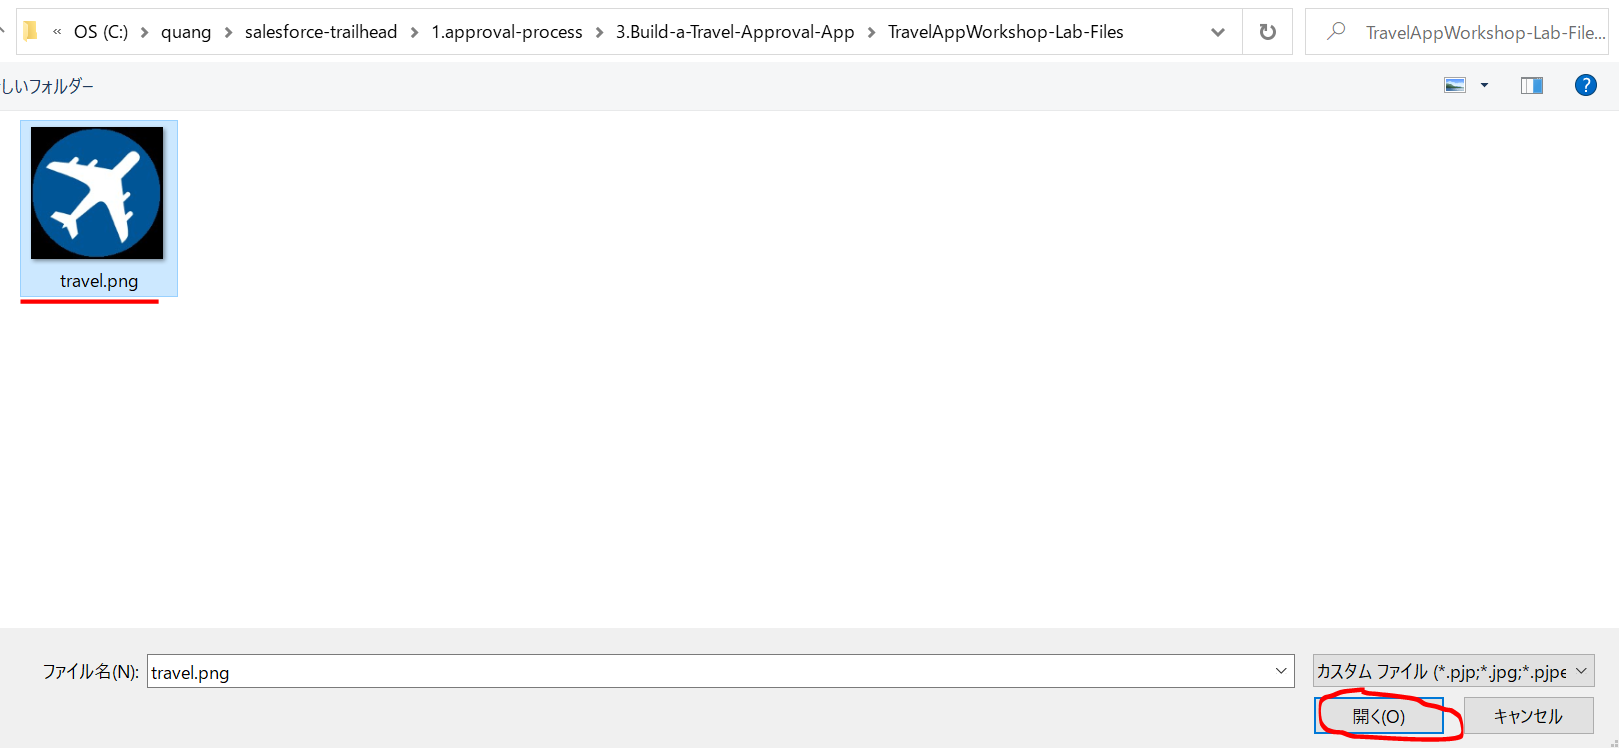 « OS (C:) > quang > salesforce-trailhead > 1.approval-process > 3.Build-a-Travel-Approval-App > TravelAppWorkshop-Lab-Files
TravelAppWorkshop-Lab-File...
しいフォルダー
?
travel.png
ファイル名(N): travel.png
カスタム ファイル (*.pjp;*.jpg;*.pjpe
開く(O) キャンセル